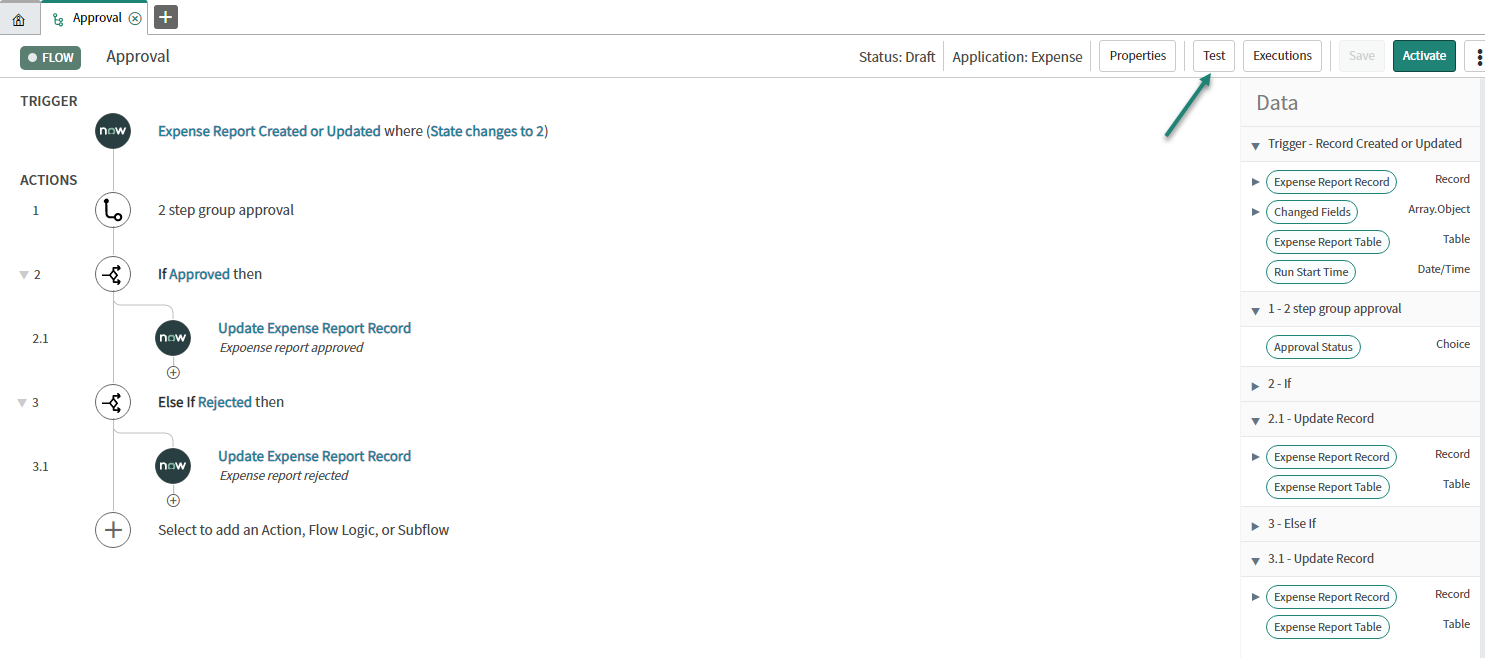 Approval
FLOW
Approval
Status: Draft
Application: Expense
Properties
Test
Executions
Save
Activate
TRIGGER
now
Expense Report Created or Updated where (State changes to 2)
ACTIONS
1
2 step group approval
2
If Approved then
2.1
now
Update Expense Report Record
Expoense report approved
3
Else If Rejected then
3.1
now
Update Expense Report Record
Expense report rejected
Select to add an Action, Flow Logic, or Subflow
Data
Trigger - Record Created or Updated
Expense Report Record Record
Changed Fields Array.Object
Expense Report Table Table
Run Start Time Date/Time
1 - 2 step group approval
Approval Status Choice
2 - If
2.1 - Update Record
Expense Report Record Record
Expense Report Table Table
3 - Else If
3.1 - Update Record
Expense Report Record Record
Expense Report Table Table